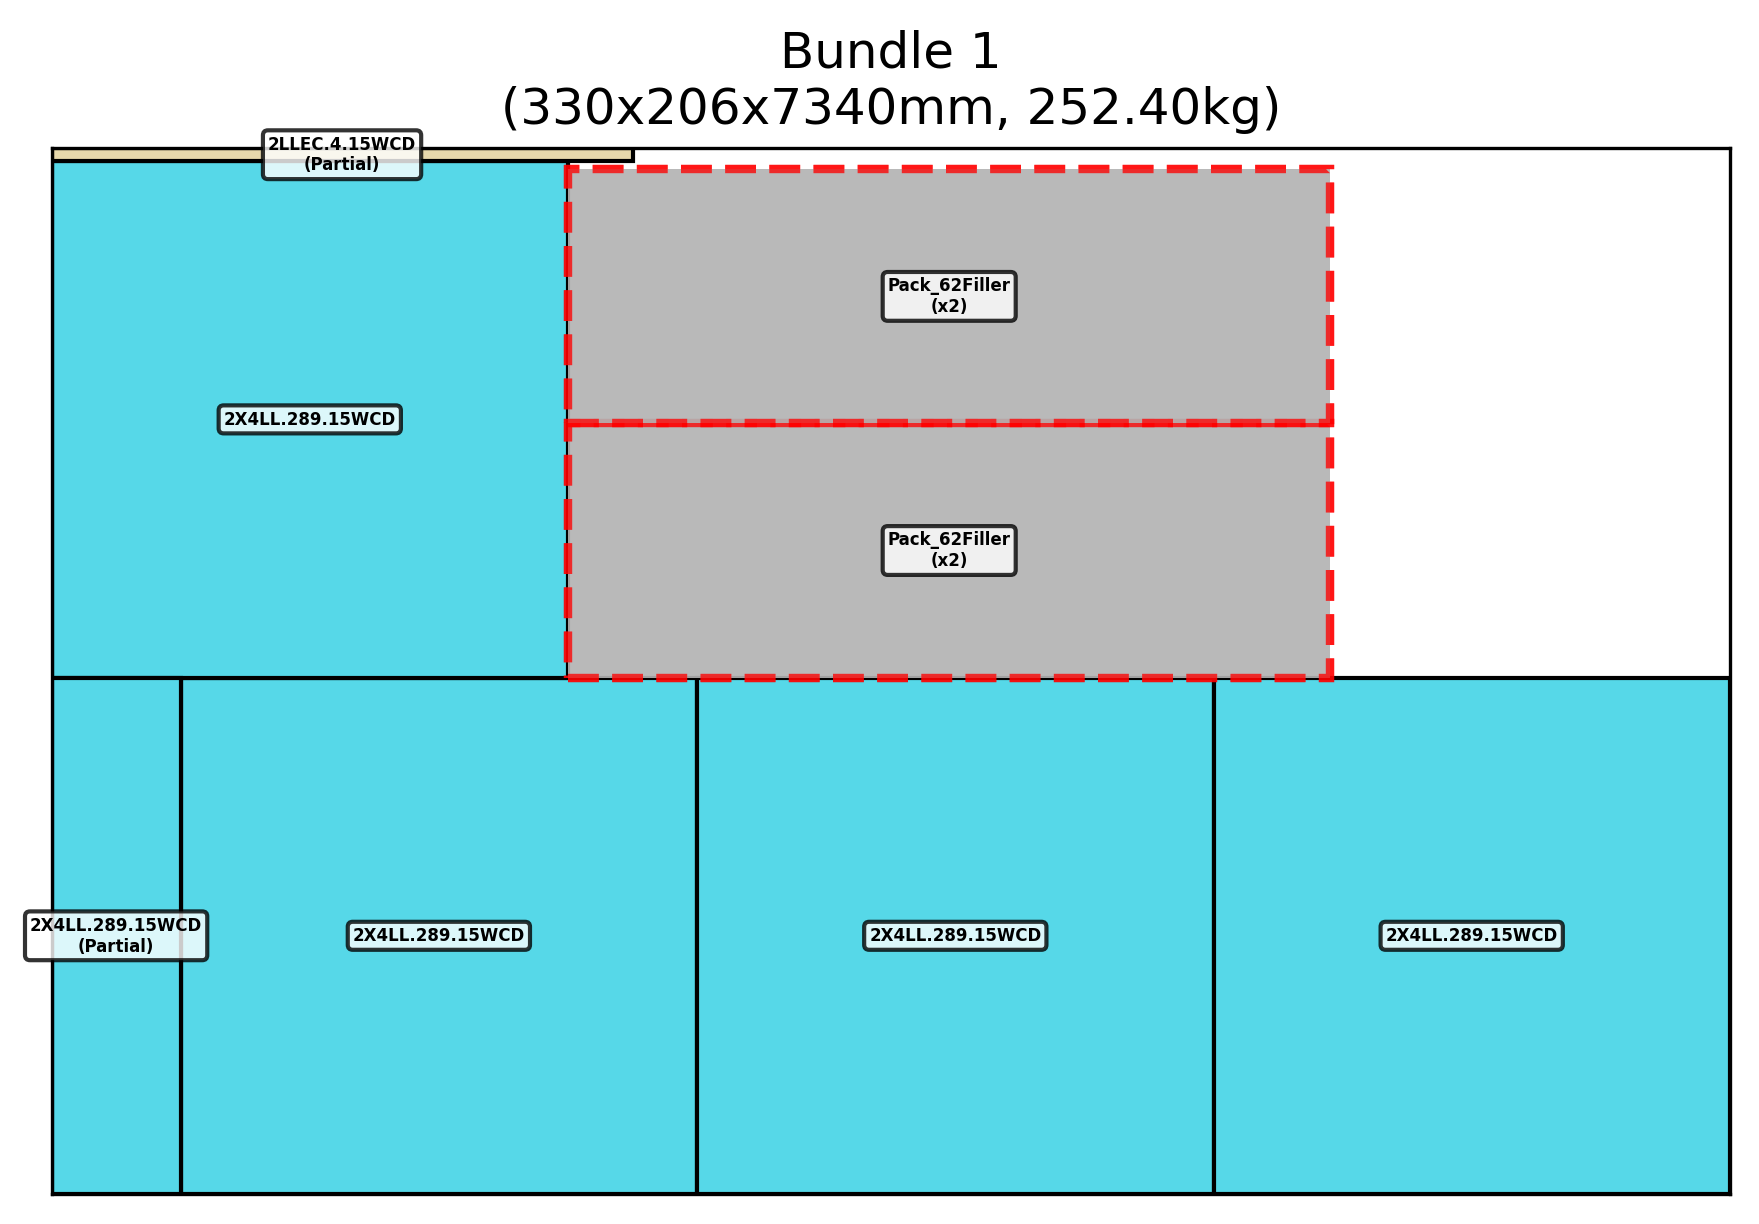 Bundle 1
(330x206x7340mm, 252.40kg)
2LLEC.4.15WCD
(Partial)
Pack_62Filler
(x2)
2X4LL.289.15WCD
Pack_62Filler
(x2)
2X4LL.289.15WCD
(Partial)
2X4LL.289.15WCD
2X4LL.289.15WCD
2X4LL.289.15WCD